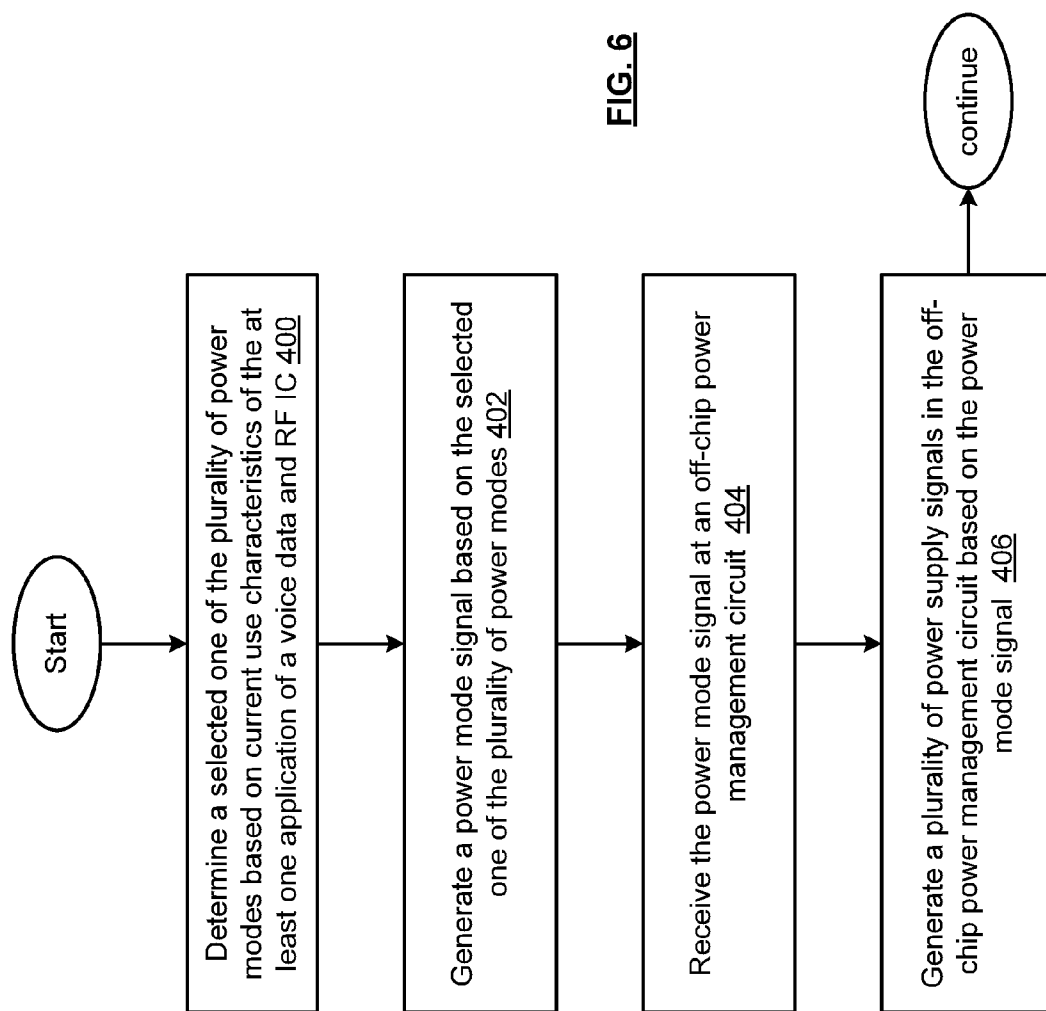 Start
Determine a selected one of the plurality of power
modes based on current use characteristics of the at
least one application of a voice data and RF IC 400
Generate a power mode signal based on the selected
one of the plurality of power modes 402
Receive the power mode signal at an off-chip power
management circuit 404
Generate a plurality of power supply signals in the off-
chip power management circuit based on the power
mode signal 406
continue
FIG. 6